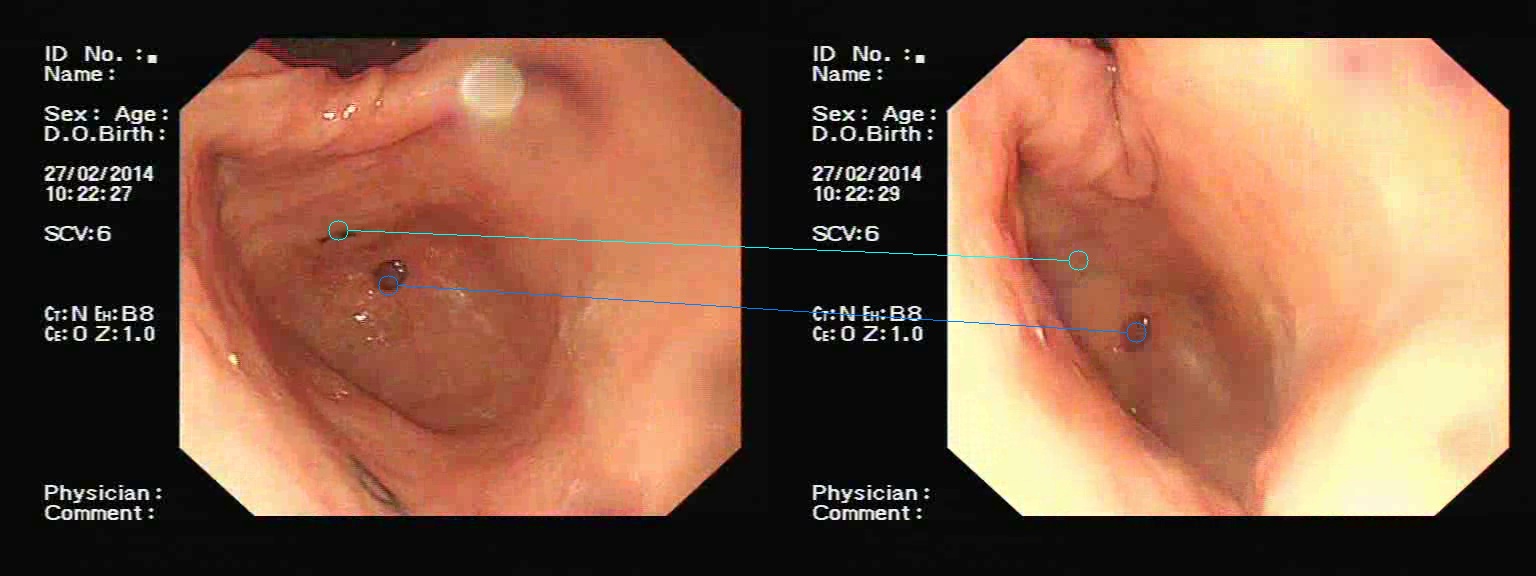 ID No. :
Name:
Sex: Age:
D.O.Birth:
27/02/2014
10:22:27
SCV:6
CT:N EH:B8
CE:0 Z:1.0
Physician:
Comment:
ID No. :
Name:
Sex: Age:
D.O.Birth:
27/02/2014
10:22:29
SCV:6
CT:N EH:B8
CE:0 Z:1.0
Physician:
Comment: